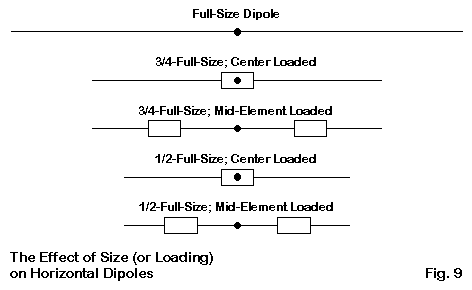 Full-Size Dipole
3/4-Full-Size; Center Loaded
3/4-Full-Size; Mid-Element Loaded
1/2-Full-Size; Center Loaded
1/2-Full-Size; Mid-Element Loaded
The Effect of Size (or Loading)
on Horizontal Dipoles
Fig. 9